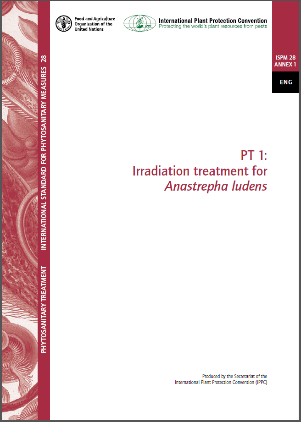 Food and Agriculture
Organization of the
United Nations
International Plant Protection Convention
Protecting the world's plant resources from pests
ISPM 28
ANNEX 1
ENG
PHYTOSANITARY TREATMENT
INTERNATIONAL STANDARD FOR PHYTOSANITARY MEASURES 28
PT 1:
Irradiation treatment for
Anastrepha ludens
Produced by the Secretariat of the
International Plant Protection Convention (IPPC)